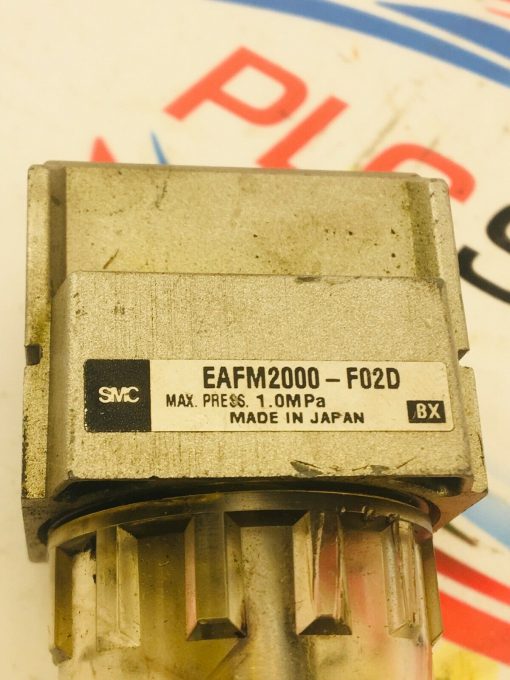 PLC
SMC
EAFM2000-F02D
MAX. PRESS. 1.0MPa
MADE IN JAPAN
BX